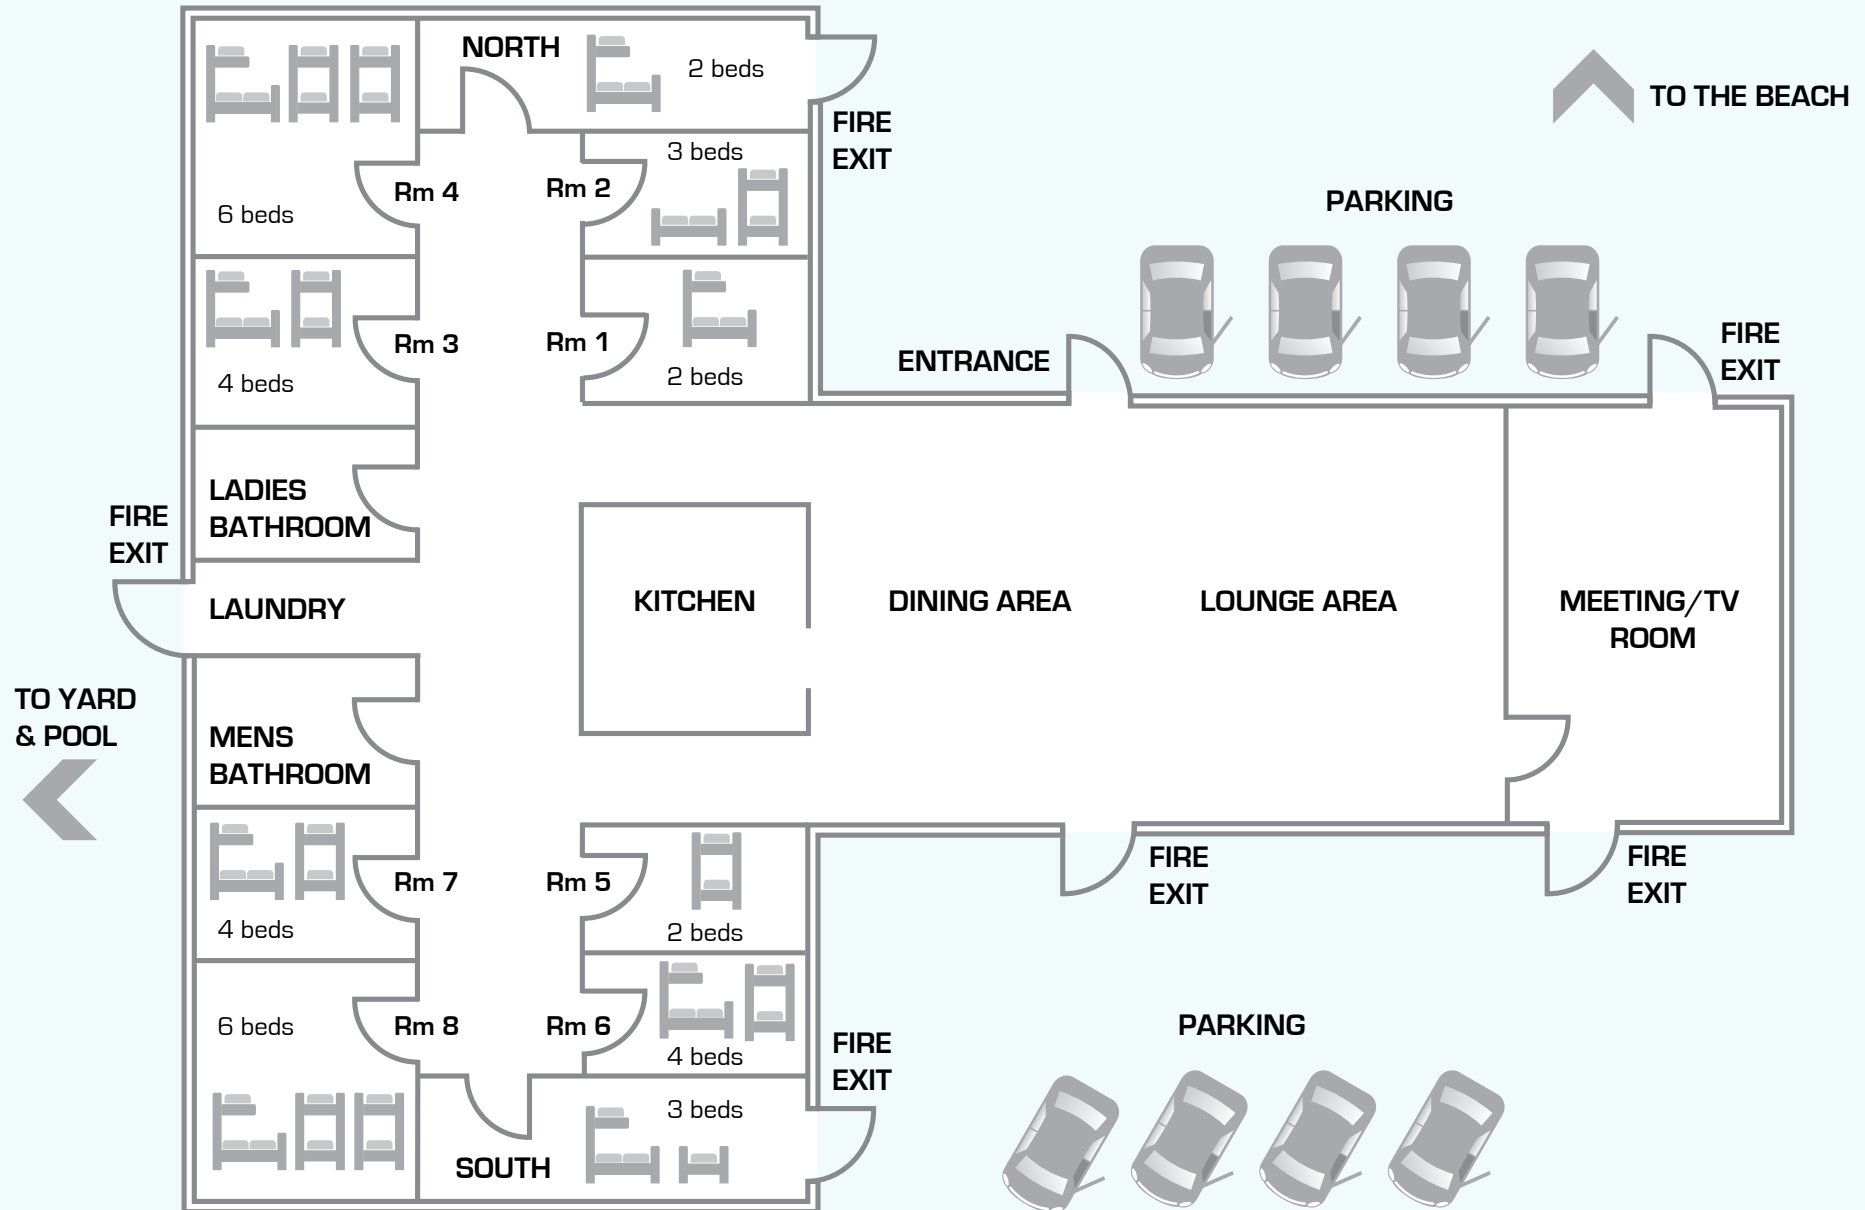 NORTH
2 beds
TO THE BEACH
FIRE
EXIT
3 beds
Rm 4
Rm 2
6 beds
PARKING
Rm 3
Rm 1
4 beds
2 beds
ENTRANCE
FIRE
EXIT
LADIES
BATHROOM
FIRE
EXIT
LAUNDRY
KITCHEN
DINING AREA
LOUNGE AREA
MEETING/TV
ROOM
TO YARD
& POOL
MENS
BATHROOM
Rm 7
Rm 5
FIRE
EXIT
FIRE
EXIT
4 beds
2 beds
6 beds
Rm 8
Rm 6
4 beds
FIRE
EXIT
PARKING
3 beds
SOUTH